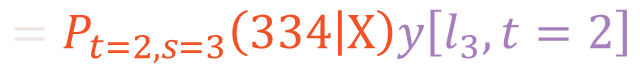 = P_{t=2,s=3}(334|X)y[l_3, t = 2]